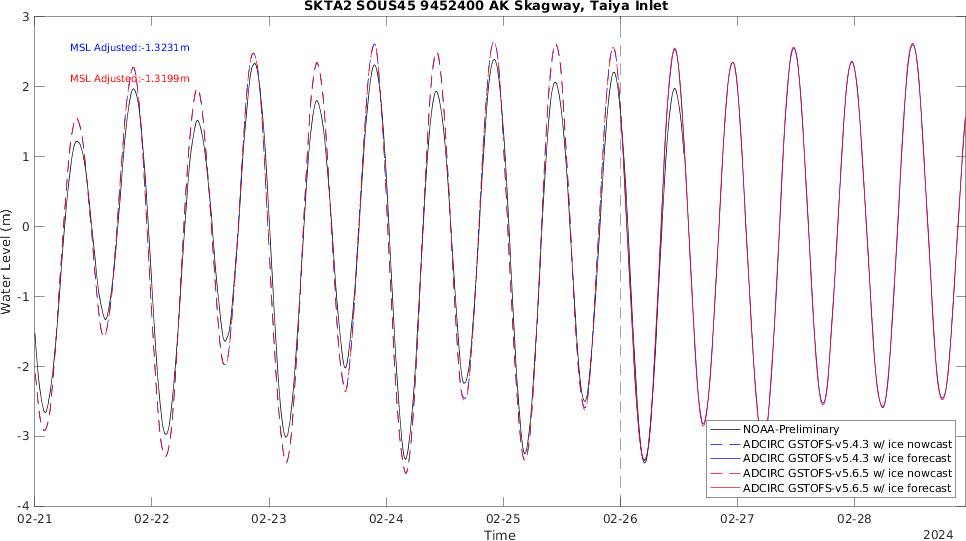 SKTA2 SOUS45 9452400 AK Skagway, Taiya Inlet
3
MSL Adjusted:-1.3231m
MSL Adjusted:-1.3199m
2
1
0
-1
-2
-3
-4
Water Level (m)
NOAA-Preliminary
ADCIRC GSTOFS-v5.4.3 w/ ice nowcast
ADCIRC GSTOFS-v5.4.3 w/ ice forecast
ADCIRC GSTOFS-v5.6.5 w/ ice nowcast
ADCIRC GSTOFS-v5.6.5 w/ ice forecast
02-21 02-22 02-23 02-24 02-25 02-26 02-27 02-28
Time
2024